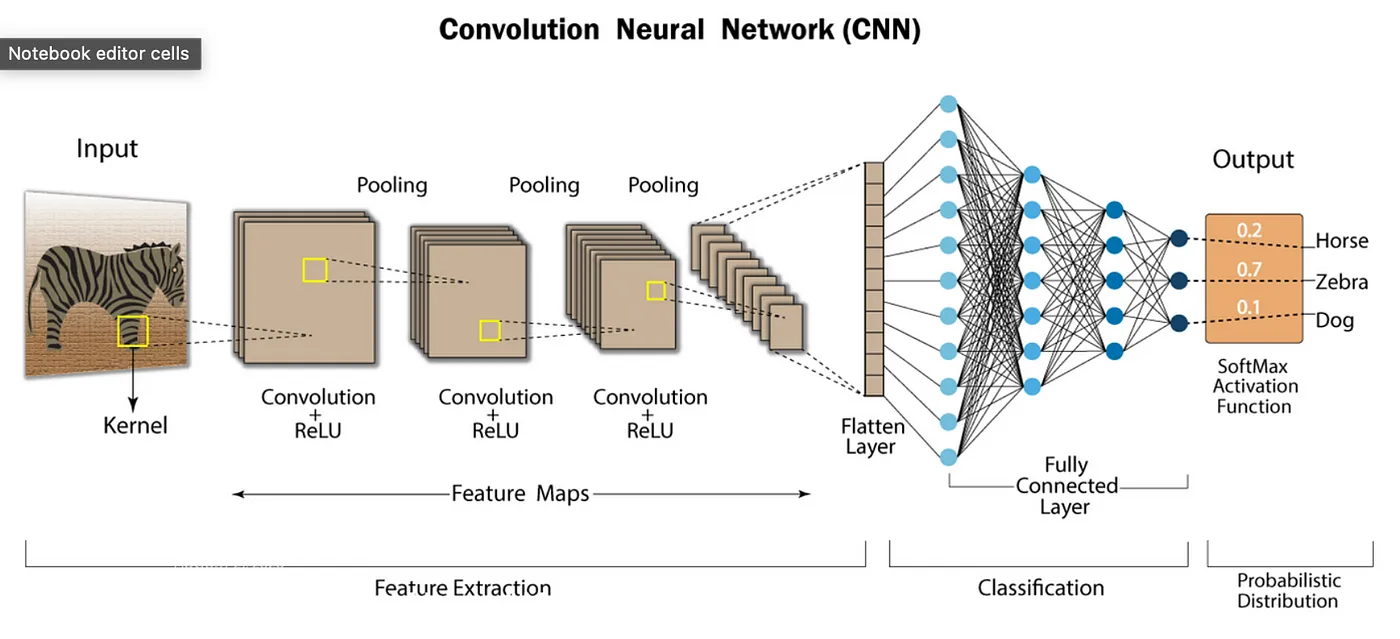 Convolution Neural Network (CNN)
Notebook editor cells
Input
Output
Pooling
Pooling
Pooling
0.2
Horse
0.7
Zebra
0.1
Dog
SoftMax
Activation
Function
Kernel
Convolution
+
ReLU
Convolution
+
ReLU
Convolution
+
ReLU
Flatten
Layer
Fully
Connected
Layer
Feature Maps
Feature Extraction
Classification
Probabilistic
Distribution